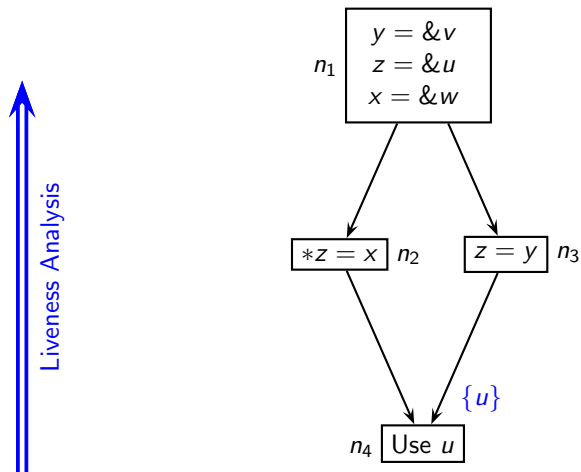 n1
y = &v
z = &u
x = &w
Liveness Analysis
*z = x
n2
z = y
n3
{u}
n4
Use u